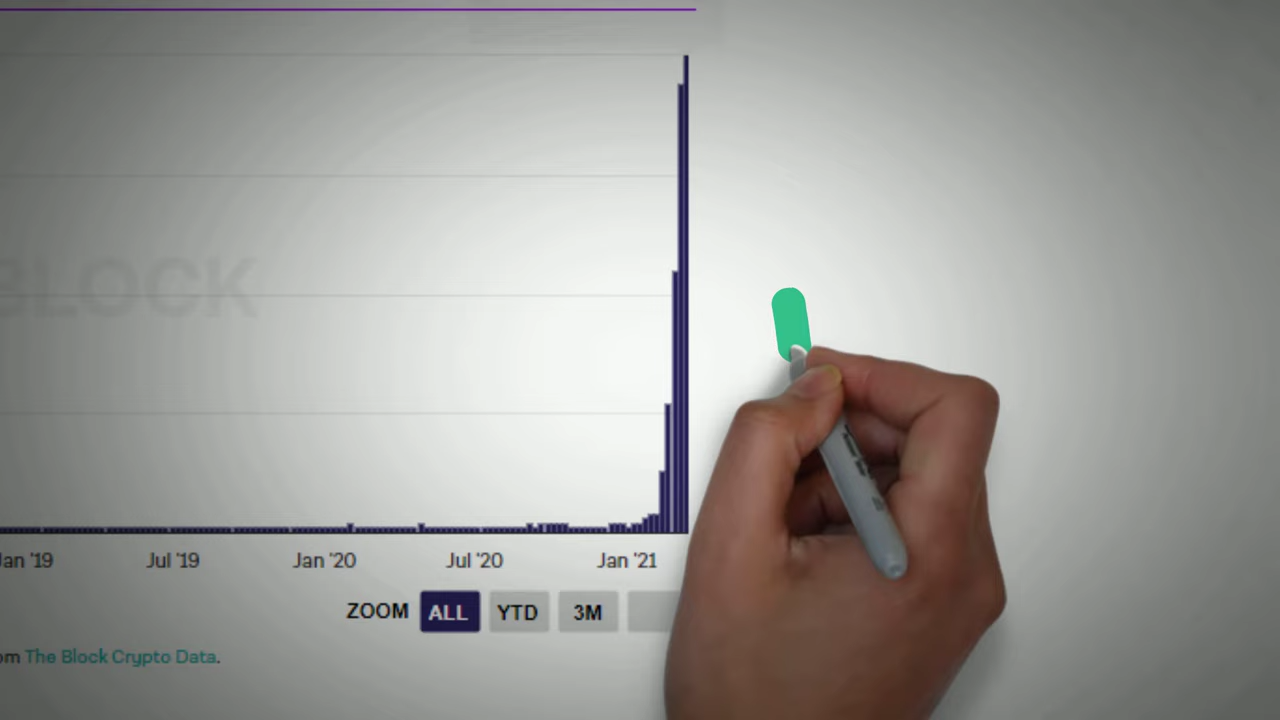 BLOCK
Jan '19 Jul '19 Jan '20 Jul '20 Jan '21
ZOOM ALL YTD 3M
om The Block Crypto Data.